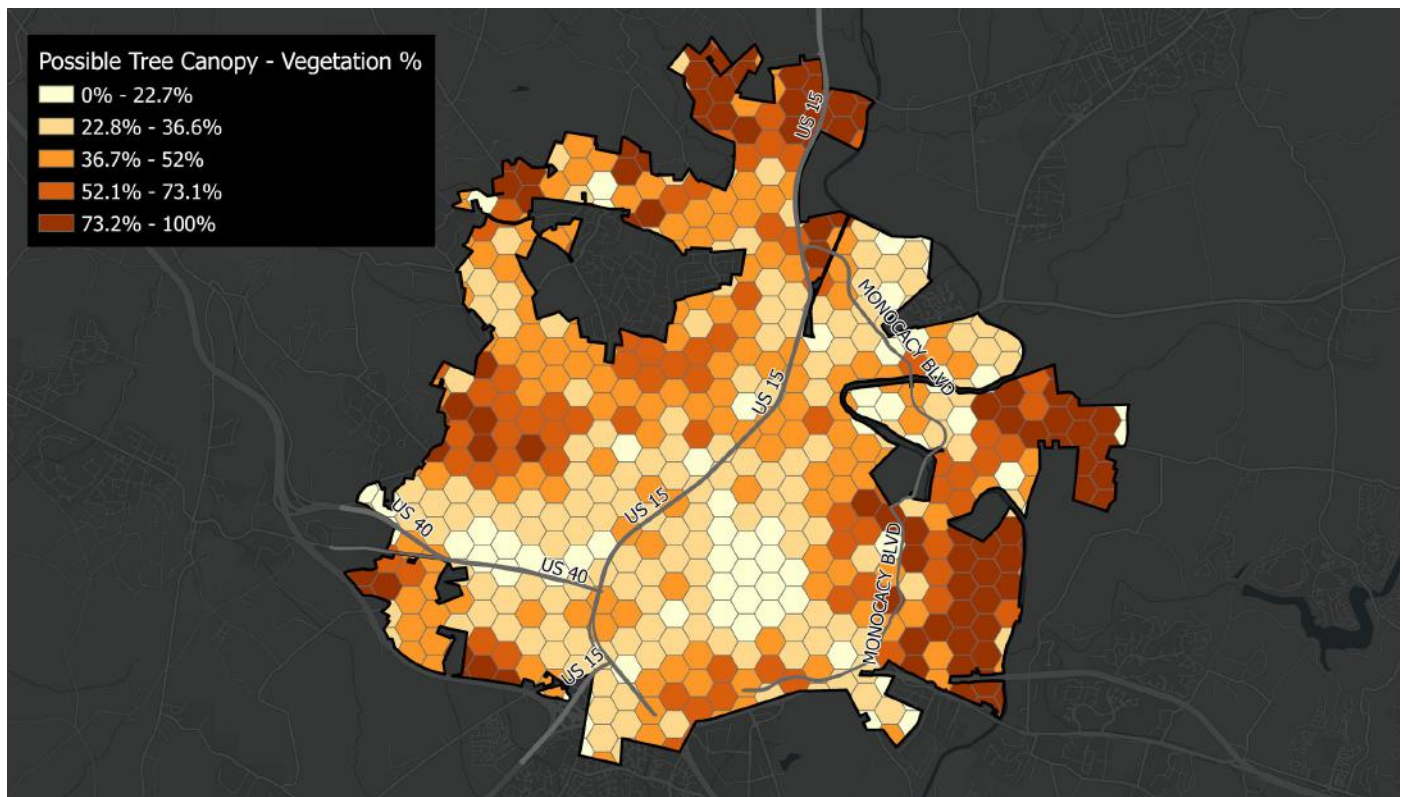 Possible Tree Canopy - Vegetation %
0% - 22.7%
22.8% - 36.6%
36.7% - 52%
52.1% - 73.1%
73.2% - 100%
US 15
MONOCACY BLVD
US 15
US 15
US 40
US 40
MONOCACY BLVD
US 15